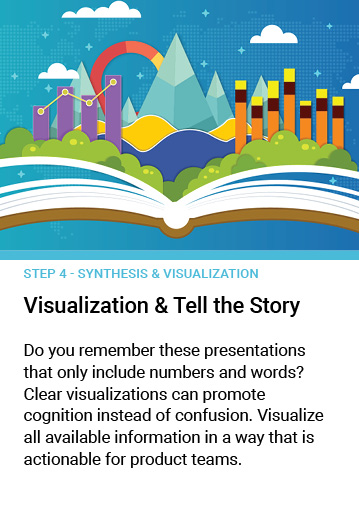 STEP 4 - SYNTHESIS & VISUALIZATION
Visualization & Tell the Story
Do you remember these presentations
that only include numbers and words?
Clear visualizations can promote
cognition instead of confusion. Visualize
all available information in a way that is
actionable for product teams.